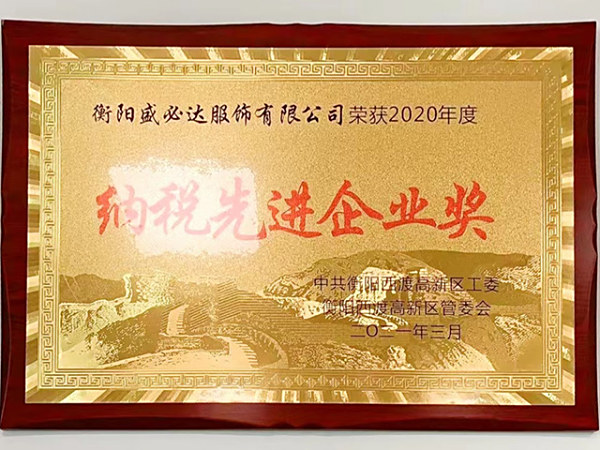 衡阳盛必达服饰有限公司荣获2020年度
纳税先进企业奖
中共衡阳西渡高新区工委
衡阳西渡高新区管委会
二〇二一年三月